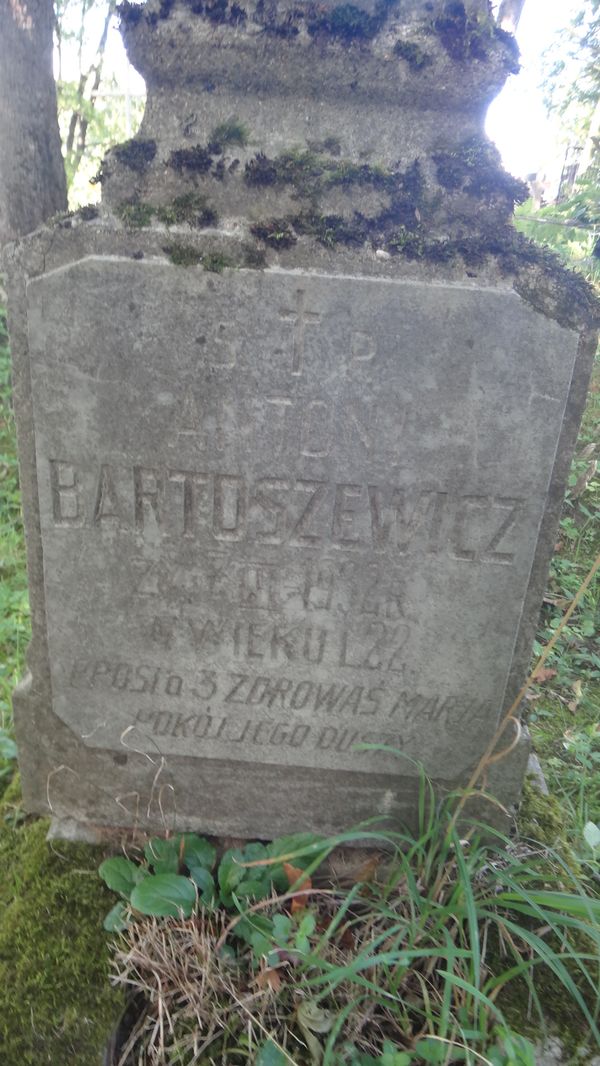 S † P
ANTONI
BARTOSZEWICZ
W WIEKU L 22
PROSI O 3 ZDROWAŚ MARJA
POKÓJ JEGO DUSZY